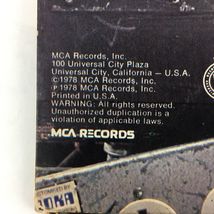 MCA Records, Inc.
100 Universal City Plaza
Universal City, California - U.S.A.
©1978 MCA Records, Inc.
℗1978 MCA Records, Inc.
Printed in U.S.A.
WARNING: All rights reserved.
Unauthorized duplication is a
violation of applicable laws.
MCA RECORDS